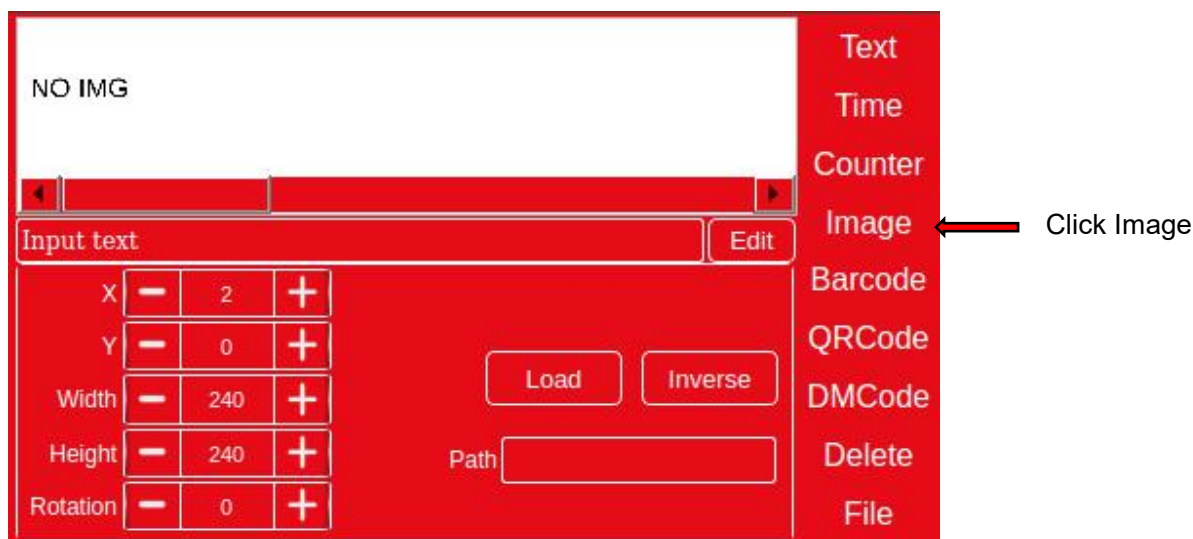 NO IMG
Input text
Edit
X
2
Y
0
Width
240
Height
240
Rotation
0
Load
Inverse
Path
Text
Time
Counter
Image
Barcode
QRCode
DMCode
Delete
File
Click Image